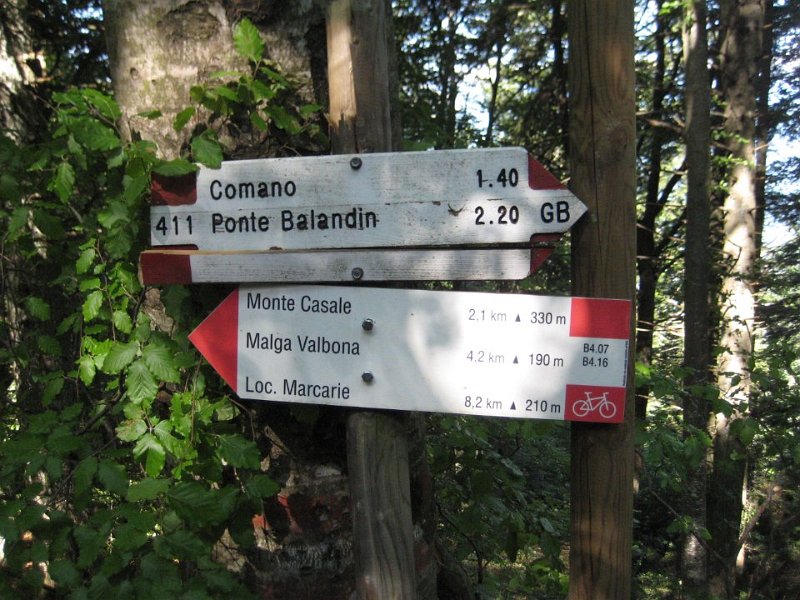 Comano 1.40
411 Ponte Balandin 2.20 GB
Monte Casale 2,1 km ▲ 330 m
Malga Valbona 4,2 km ▲ 190 m B4.07
B4.16
Loc. Marcarie 8,2 km ▲ 210 m